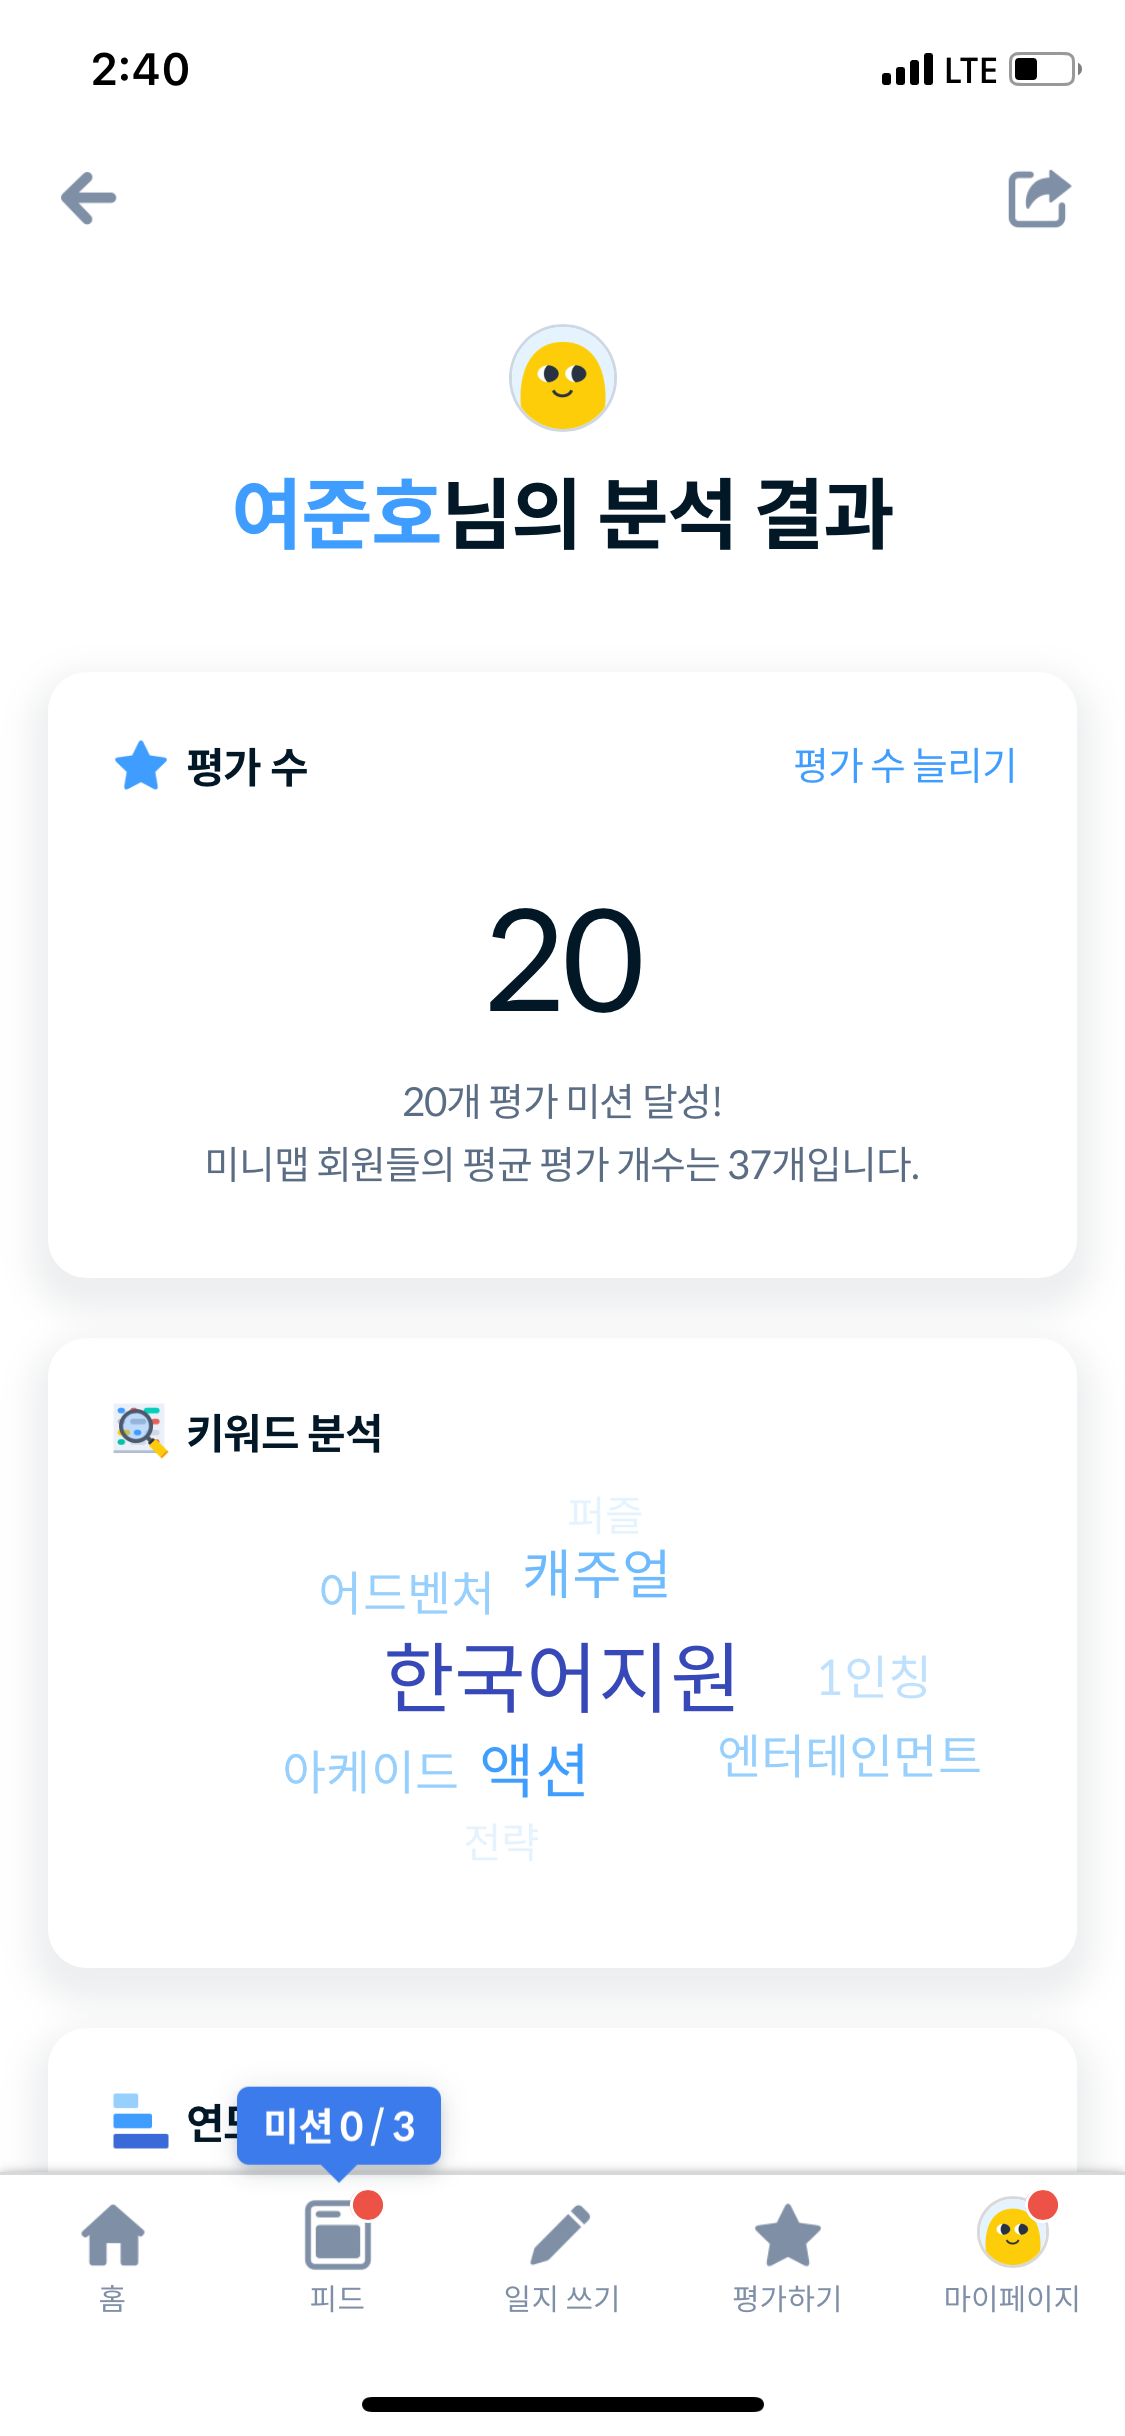 2:40
LTE
여준호님의 분석 결과
평가 수
평가 수 늘리기
20
20개 평가 미션 달성!
미니맵 회원들의 평균 평가 개수는 37개입니다.
키워드 분석
퍼즐
어드벤처 캐주얼
한국어지원 1인칭
아케이드 액션 엔터테인먼트
전략
미션 0 / 3
홈
피드
일지 쓰기
평가하기
마이페이지